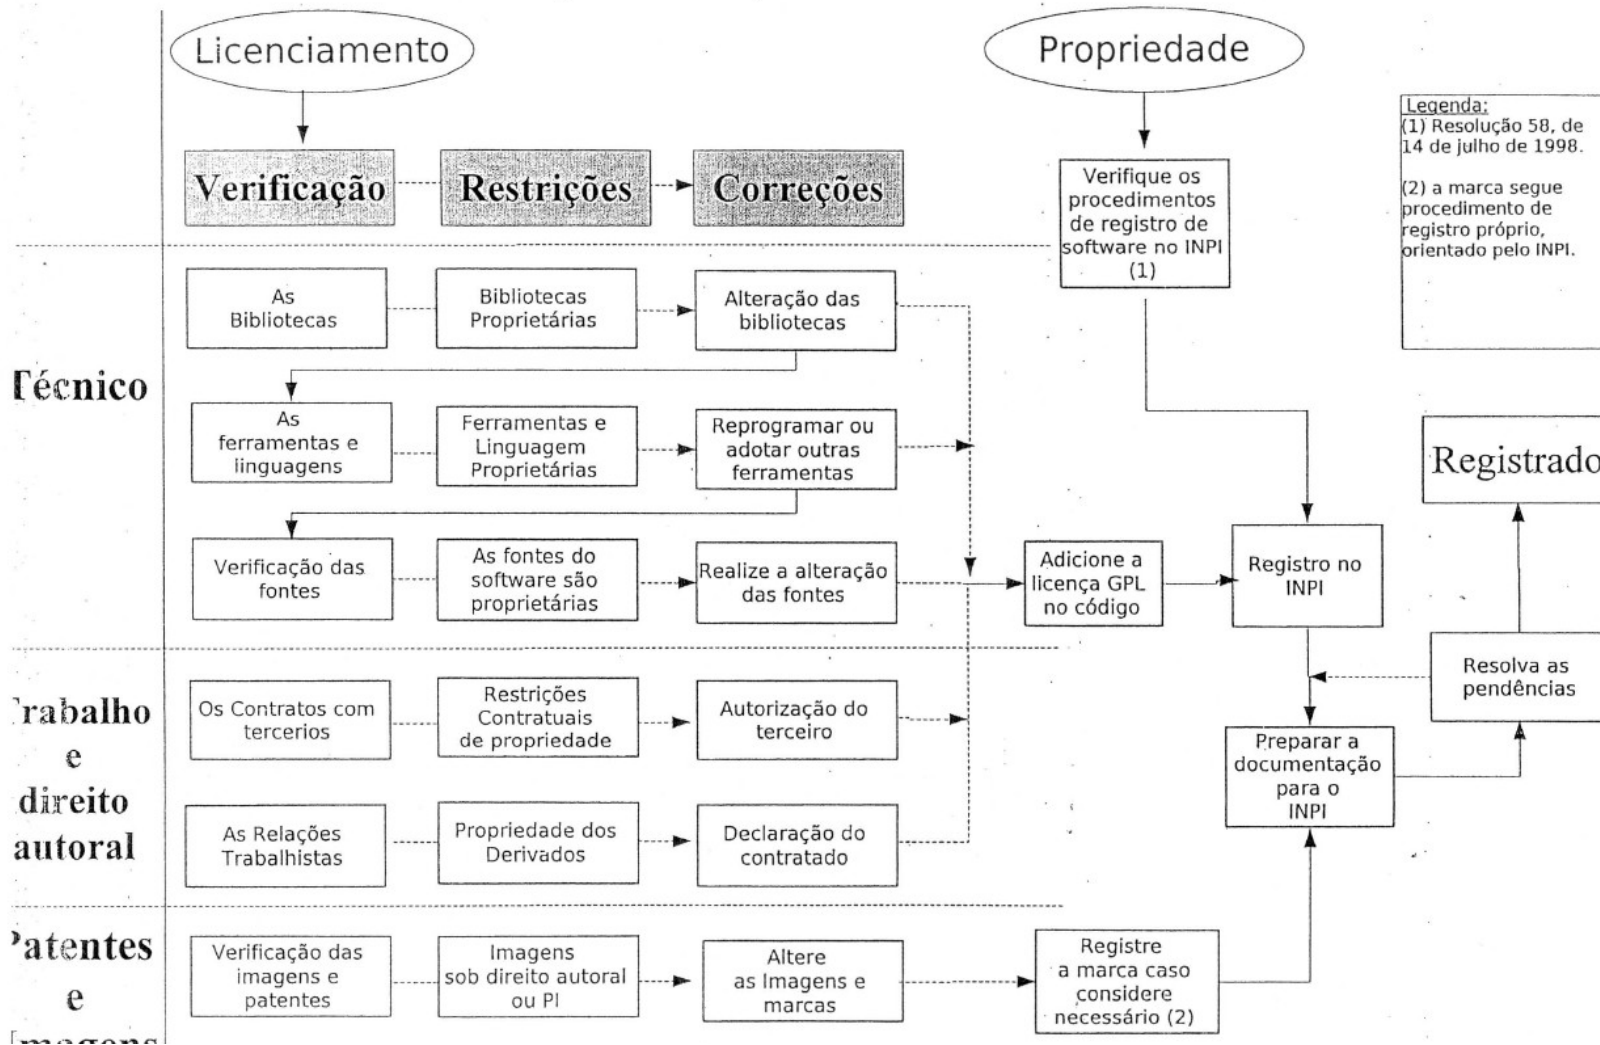 Licenciamento
Propriedade
Legenda:
(1) Resolução 58, de
14 de julho de 1998.
(2) a marca segue
procedimento de
registro próprio,
orientado pelo INPI.
Verificação
Restrições
Correções
Verifique os
procedimentos
de registro de
software no INPI
(1)
Técnico
As
Bibliotecas
Bibliotecas
Proprietárias
Alteração das
bibliotecas
As
ferramentas e
linguagens
Ferramentas e
Linguagem
Proprietárias
Reprogramar ou
adotar outras
ferramentas
Registrado
Verificação das
fontes
As fontes do
software são
proprietárias
Realize a alteração
das fontes
Adicione a
licença GPL
no código
Registro no
INPI
Trabalho
e
direito
autoral
Os Contratos com
tercerios
Restrições
Contratuais
de propriedade
Autorização do
terceiro
Resolva as
pendências
Preparar a
documentação
para o
INPI
As Relações
Trabalhistas
Propriedade dos
Derivados
Declaração do
contratado
Patentes
e
Imagens
Verificação das
imagens e
patentes
Imagens
sob direito autoral
ou PI
Altere
as Imagens e
marcas
Registre
a marca caso
considere
necessário (2)